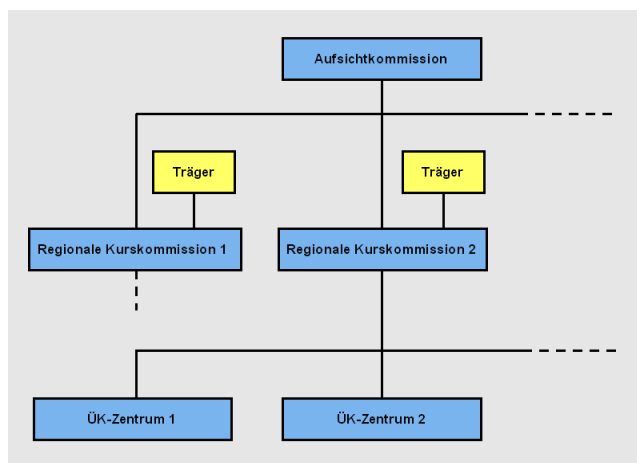 Aufsichtkommission
Träger
Träger
Regionale Kurskommission 1
Regionale Kurskommission 2
ÜK-Zentrum 1
ÜK-Zentrum 2